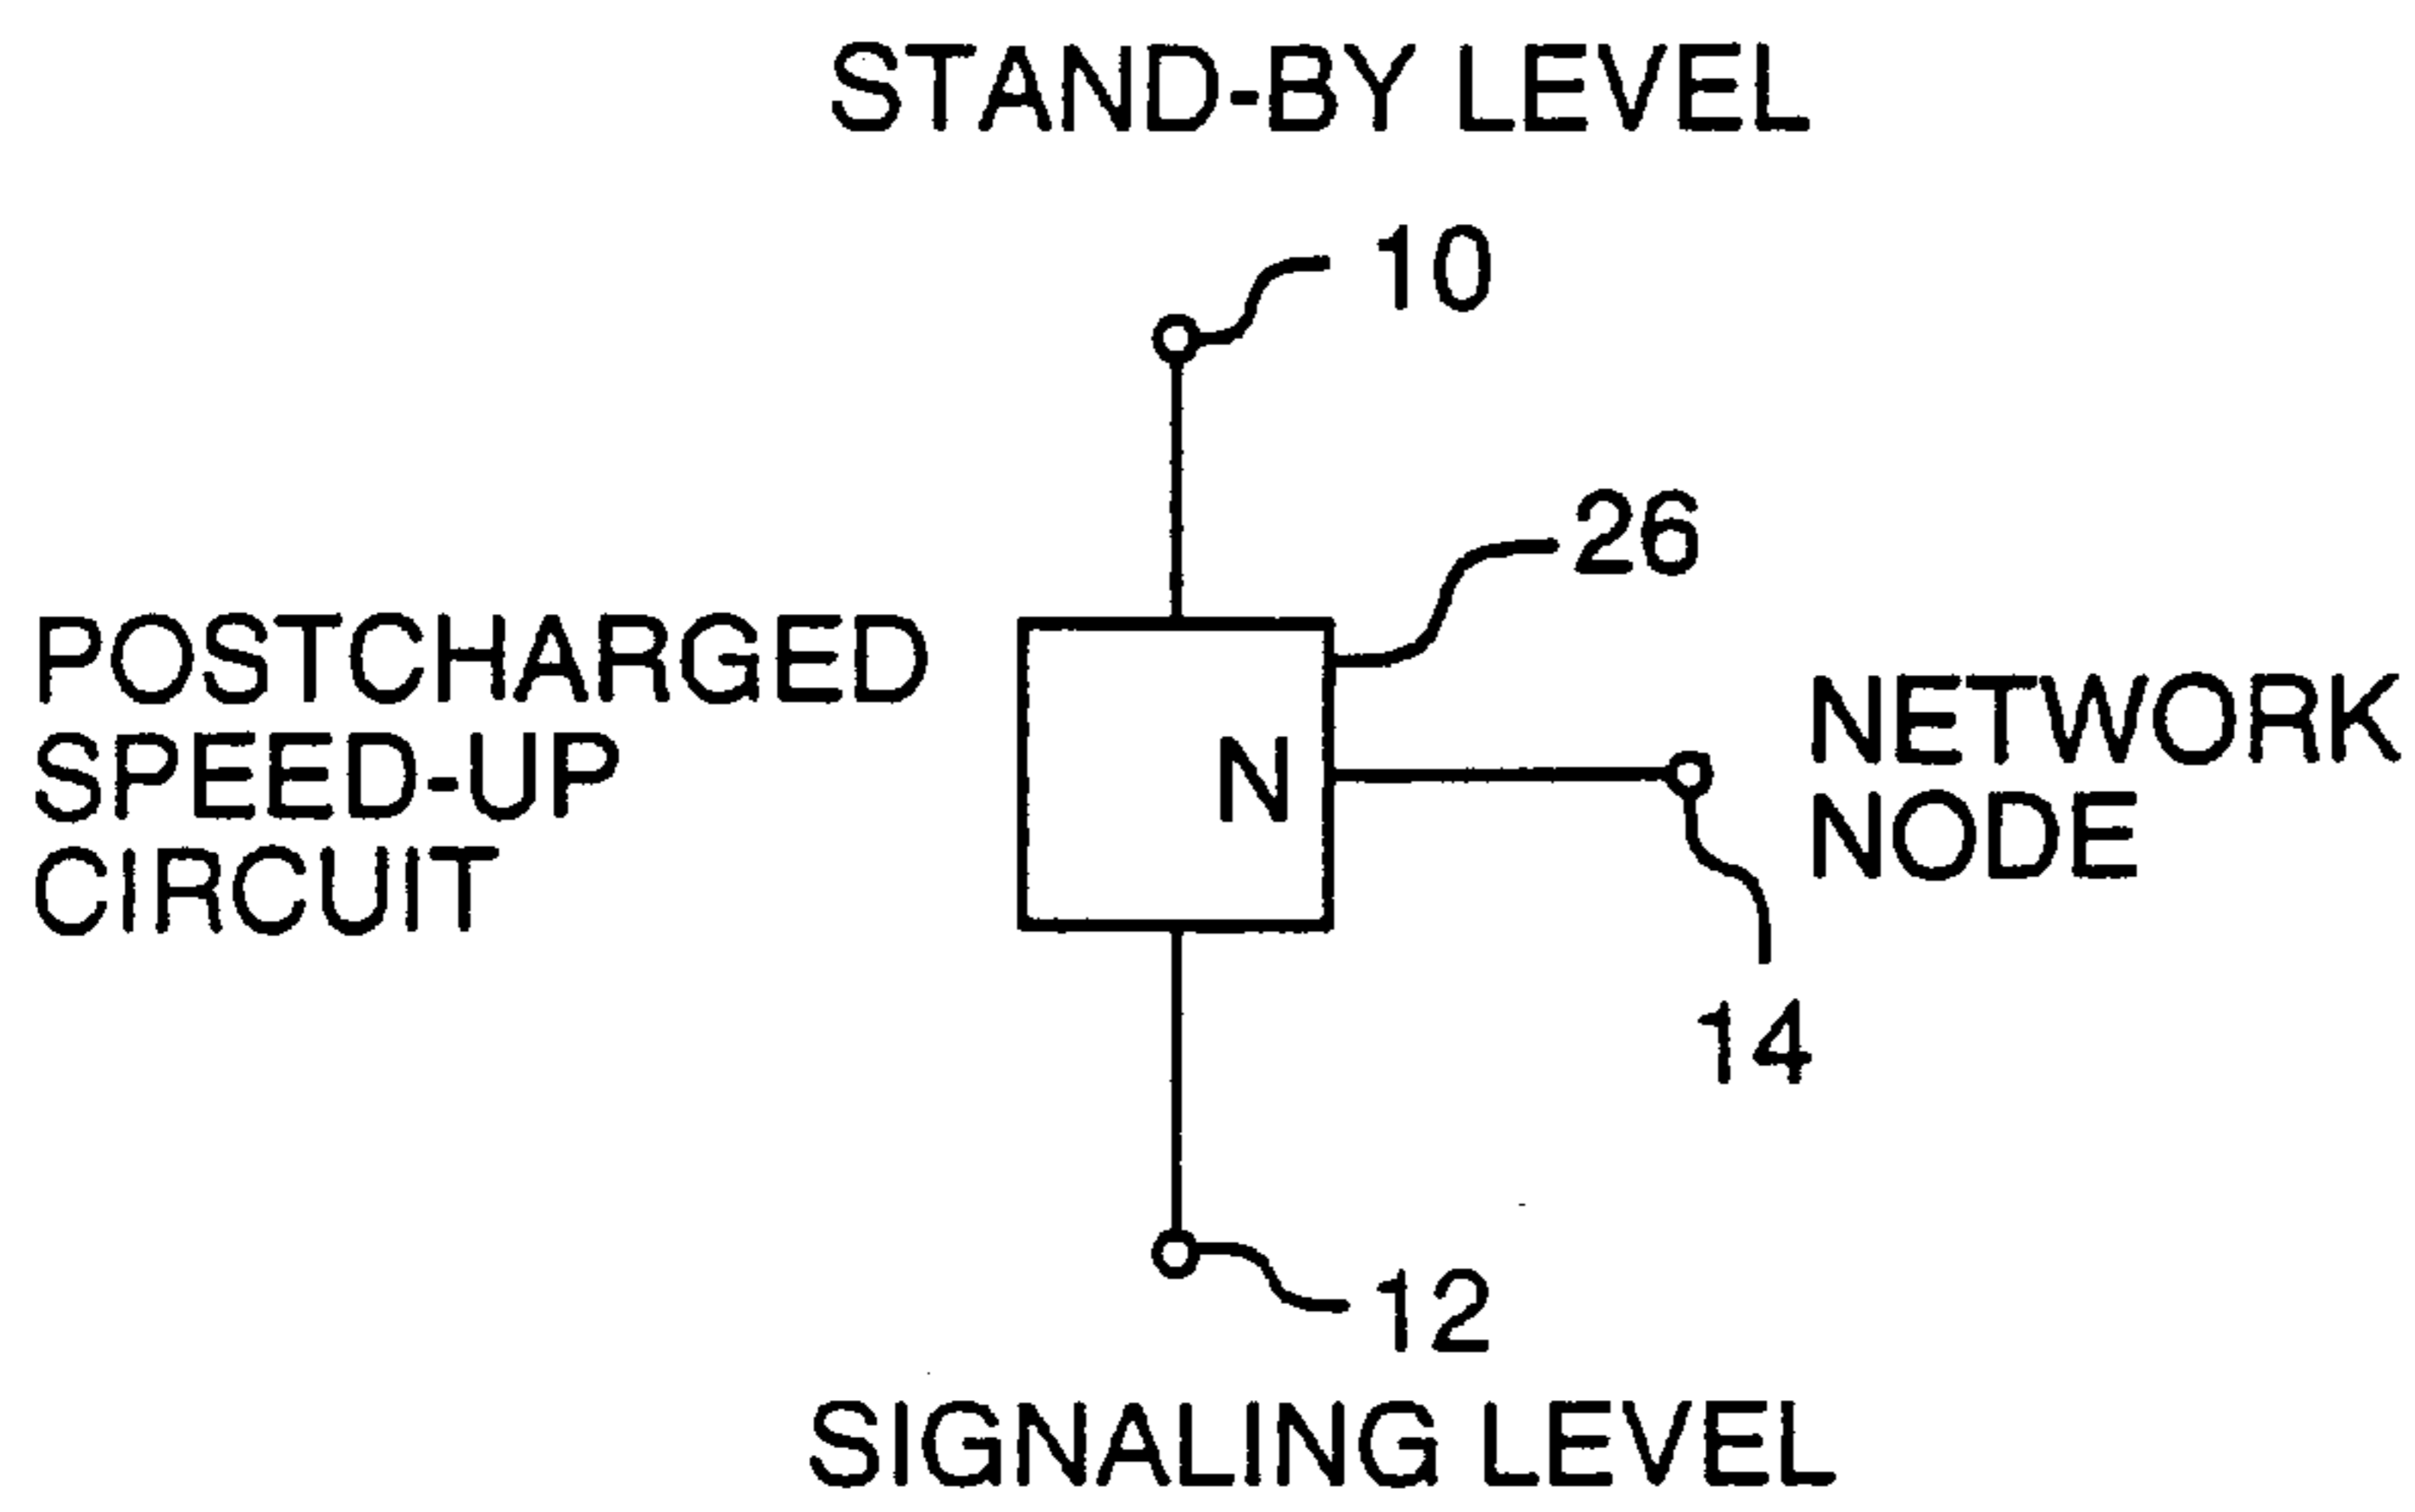 STAND-BY LEVEL
10
26
POSTCHARGED
SPEED-UP
CIRCUIT
N
NETWORK
NODE
14
12
SIGNALING LEVEL